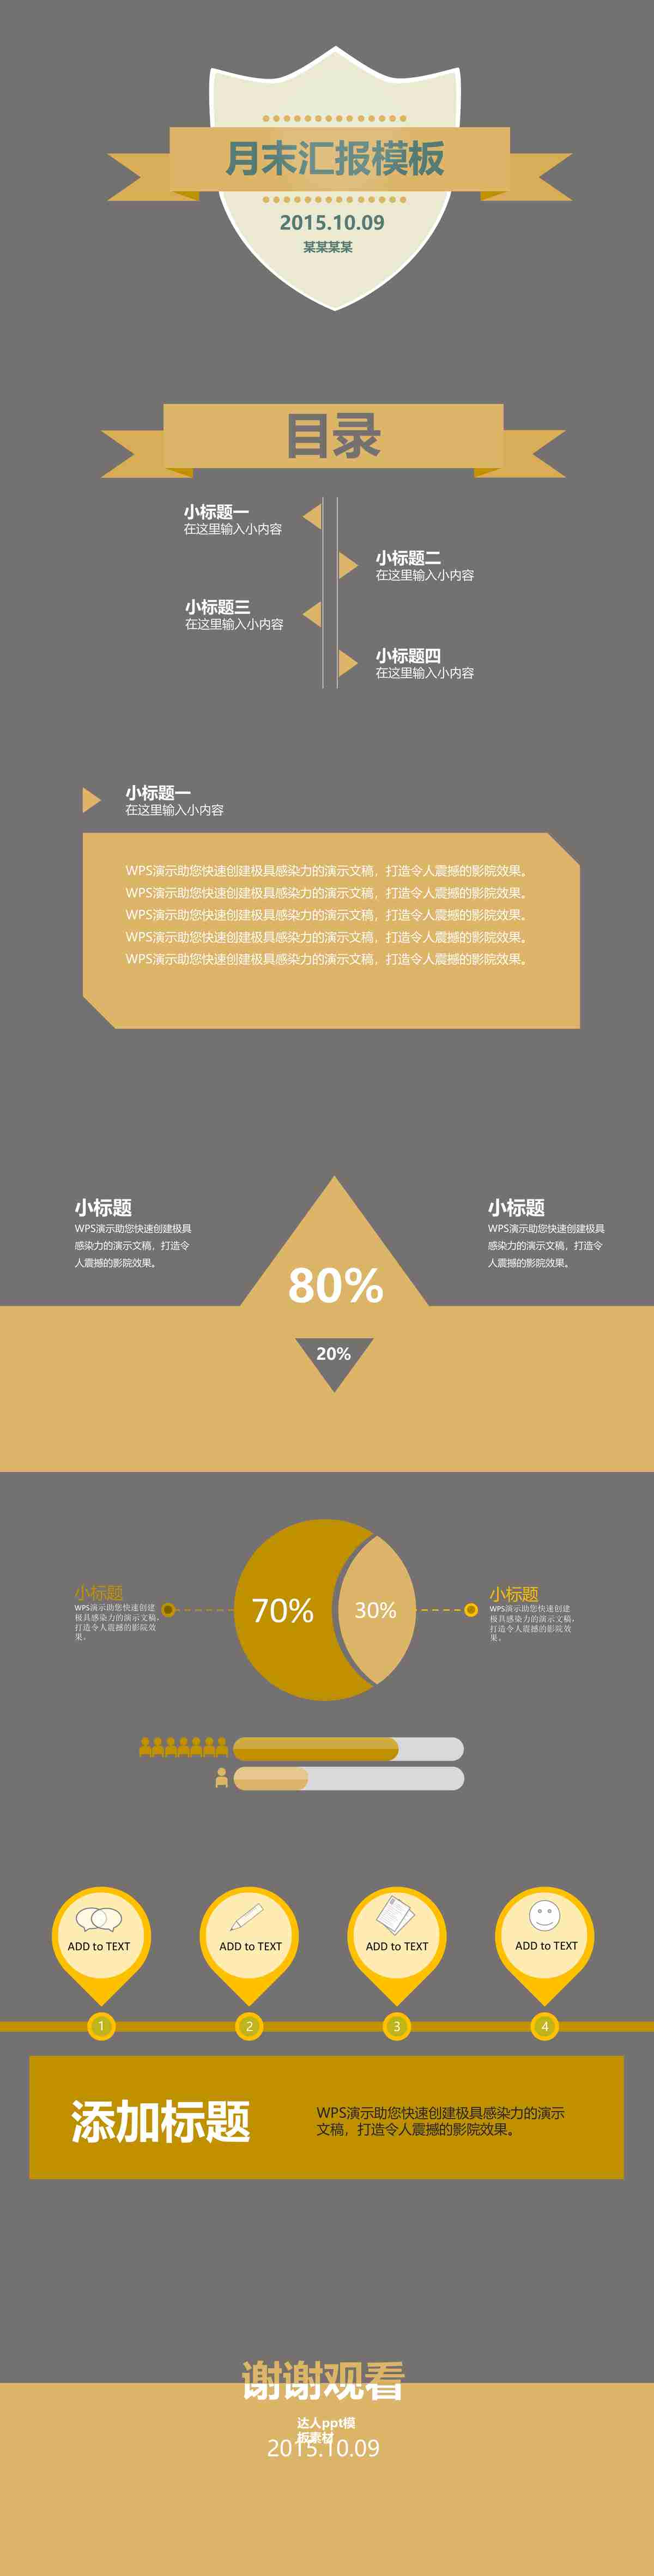 月末汇报模板
2015.10.09
某某某某
目录
小标题一
在这里输入小内容
小标题二
在这里输入小内容
小标题三
在这里输入小内容
小标题四
在这里输入小内容
小标题一
在这里输入小内容
WPS演示助您快速创建极具感染力的演示文稿，打造令人震撼的影院效果。
WPS演示助您快速创建极具感染力的演示文稿，打造令人震撼的影院效果。
WPS演示助您快速创建极具感染力的演示文稿，打造令人震撼的影院效果。
WPS演示助您快速创建极具感染力的演示文稿，打造令人震撼的影院效果。
WPS演示助您快速创建极具感染力的演示文稿，打造令人震撼的影院效果。
小标题
WPS演示助您快速创建极具
感染力的演示文稿，打造令
人震撼的影院效果。
小标题
WPS演示助您快速创建极具
感染力的演示文稿，打造令
人震撼的影院效果。
80%
20%
小标题
WPS演示助您快速创建
极具感染力的演示文稿，
打造令人震撼的影院效
果。
70%
30%
小标题
WPS演示助您快速创建
极具感染力的演示文稿，
打造令人震撼的影院效
果。
ADD to TEXT
ADD to TEXT
ADD to TEXT
ADD to TEXT
1
2
3
4
添加标题
WPS演示助您快速创建极具感染力的演示
文稿，打造令人震撼的影院效果。
谢谢观看
达人ppt模
板素材
2015.10.09